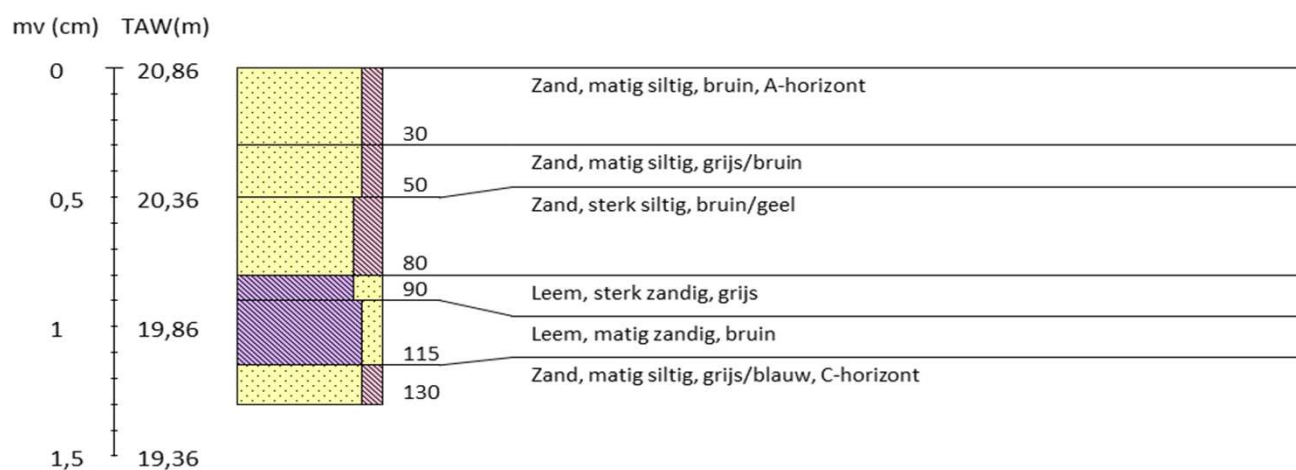 mv (cm) TAW(m)
0 20,86
Zand, matig siltig, bruin, A-horizont
30
Zand, matig siltig, grijs/bruin
50
0,5 20,36
Zand, sterk siltig, bruin/geel
80
90
Leem, sterk zandig, grijs
1 19,86
Leem, matig zandig, bruin
115
Zand, matig siltig, grijs/blauw, C-horizont
130
1,5 19,36